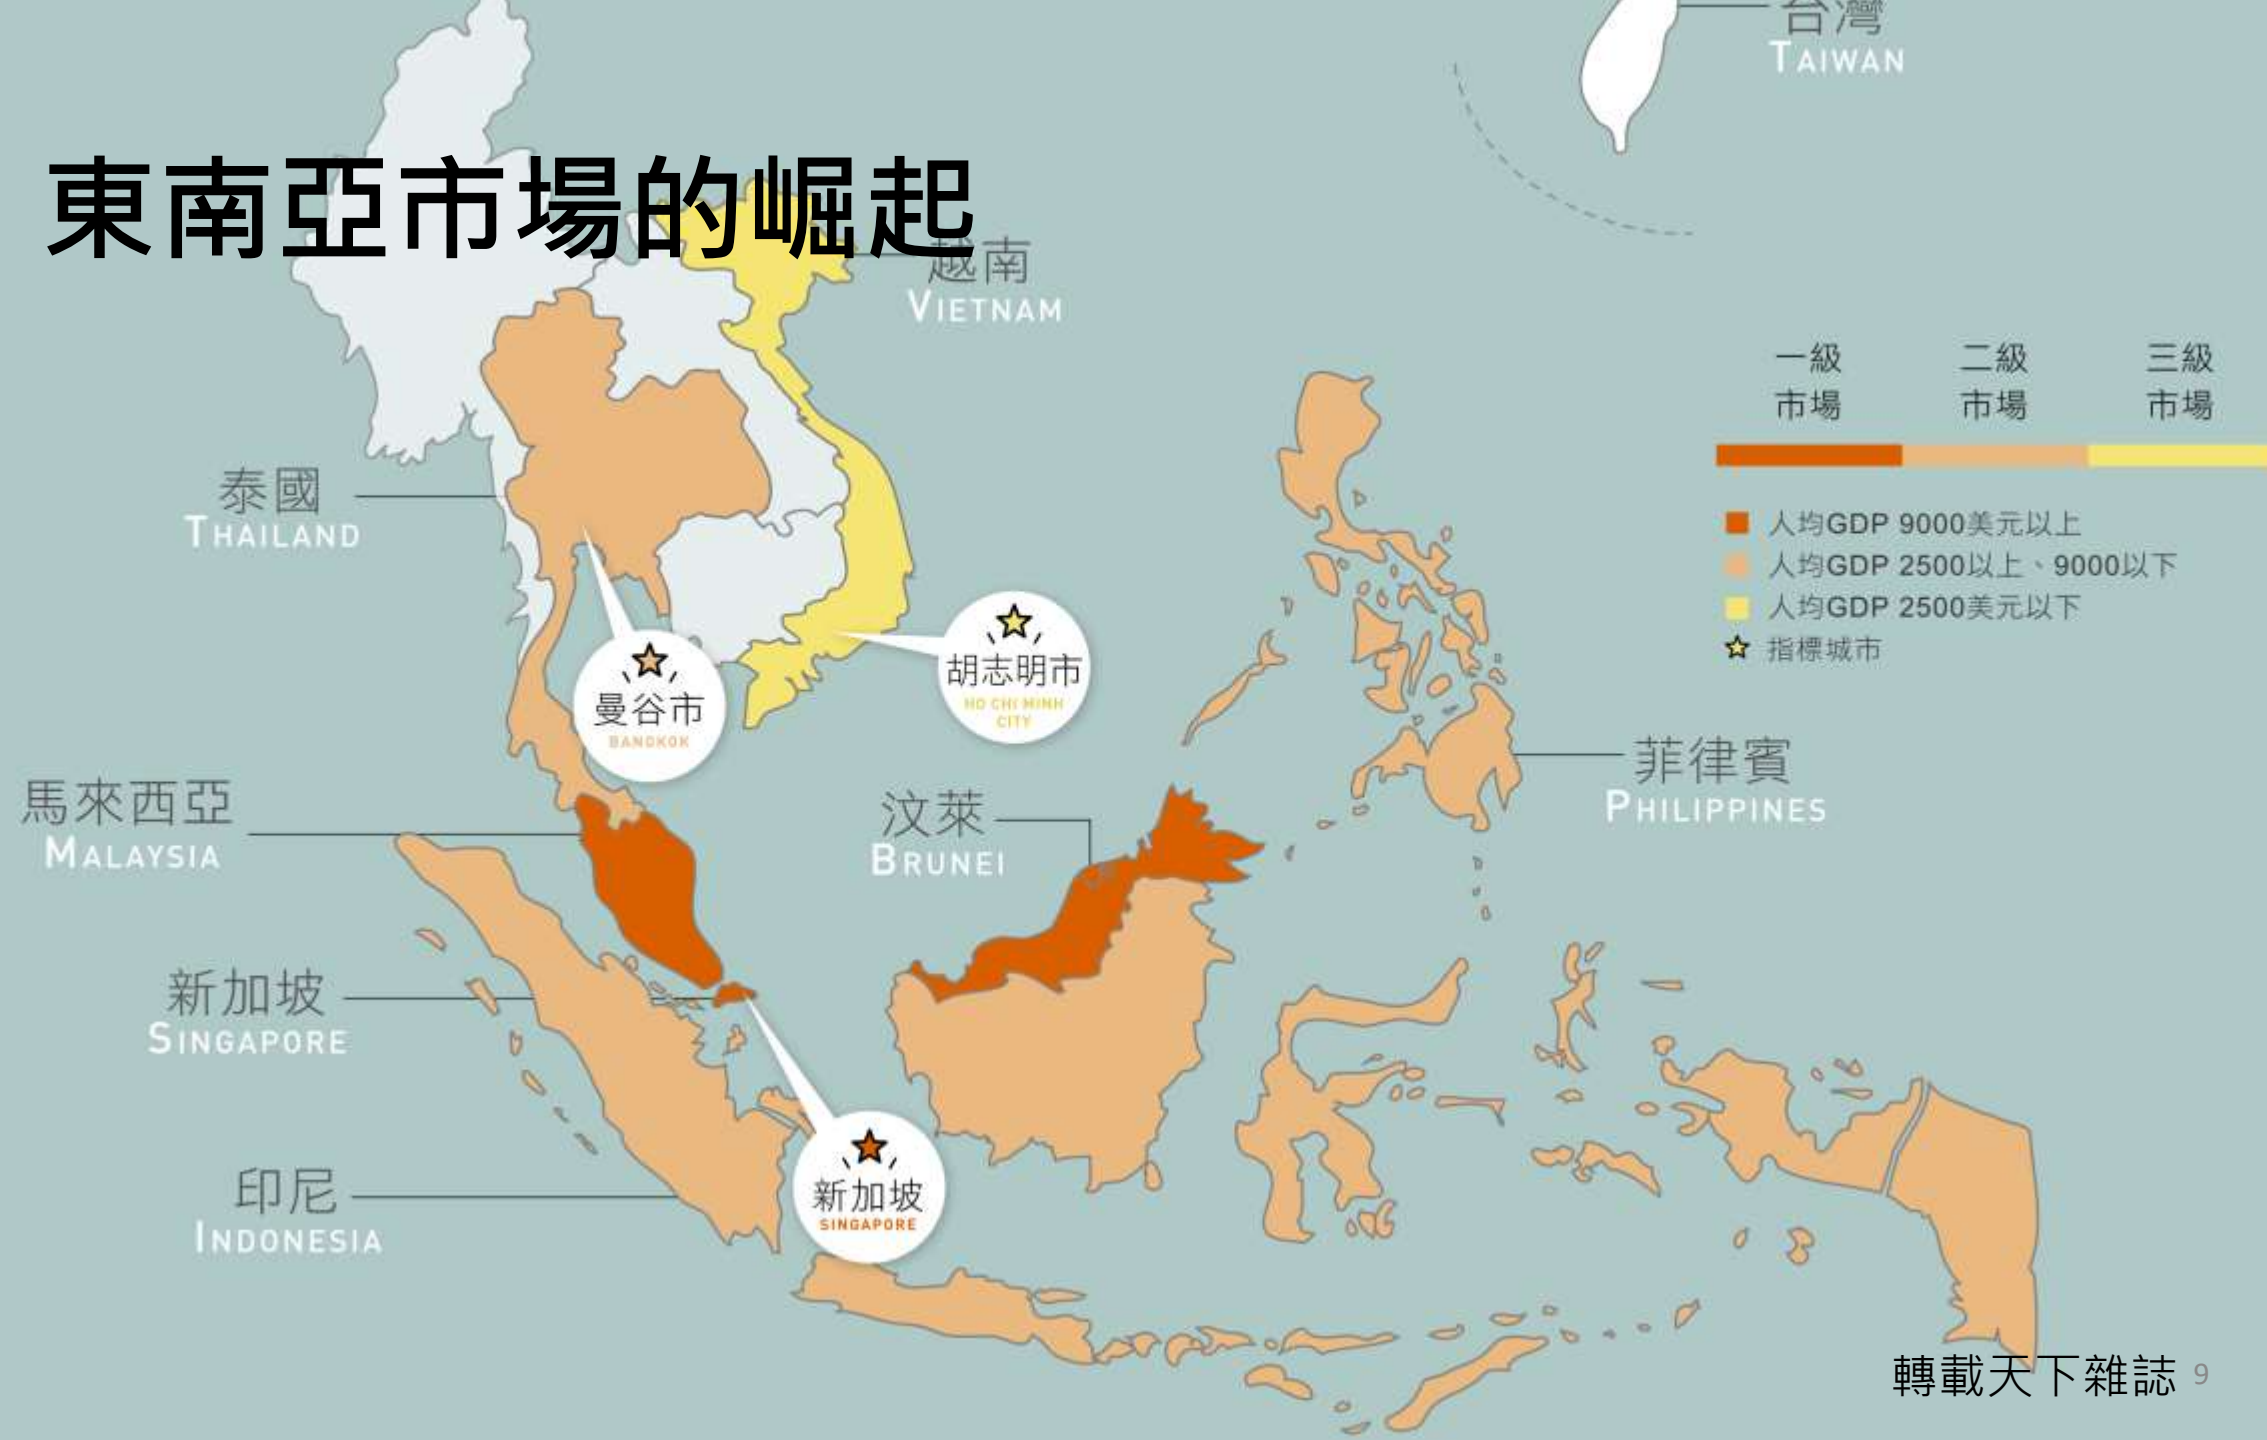 台灣
TAIWAN
東南亞市場的崛起
越南
VIETNAM
一級
市場
二級
市場
三級
市場
泰國
THAILAND
人均GDP 9000美元以上
人均GDP 2500以上、9000以下
人均GDP 2500美元以下
指標城市
胡志明市
HO CHI MINH
CITY
曼谷市
BANGKOK
菲律賓
PHILIPPINES
馬來西亞
MALAYSIA
汶萊
BRUNEI
新加坡
SINGAPORE
新加坡
SINGAPORE
印尼
INDONESIA
轉載天下雜誌 9